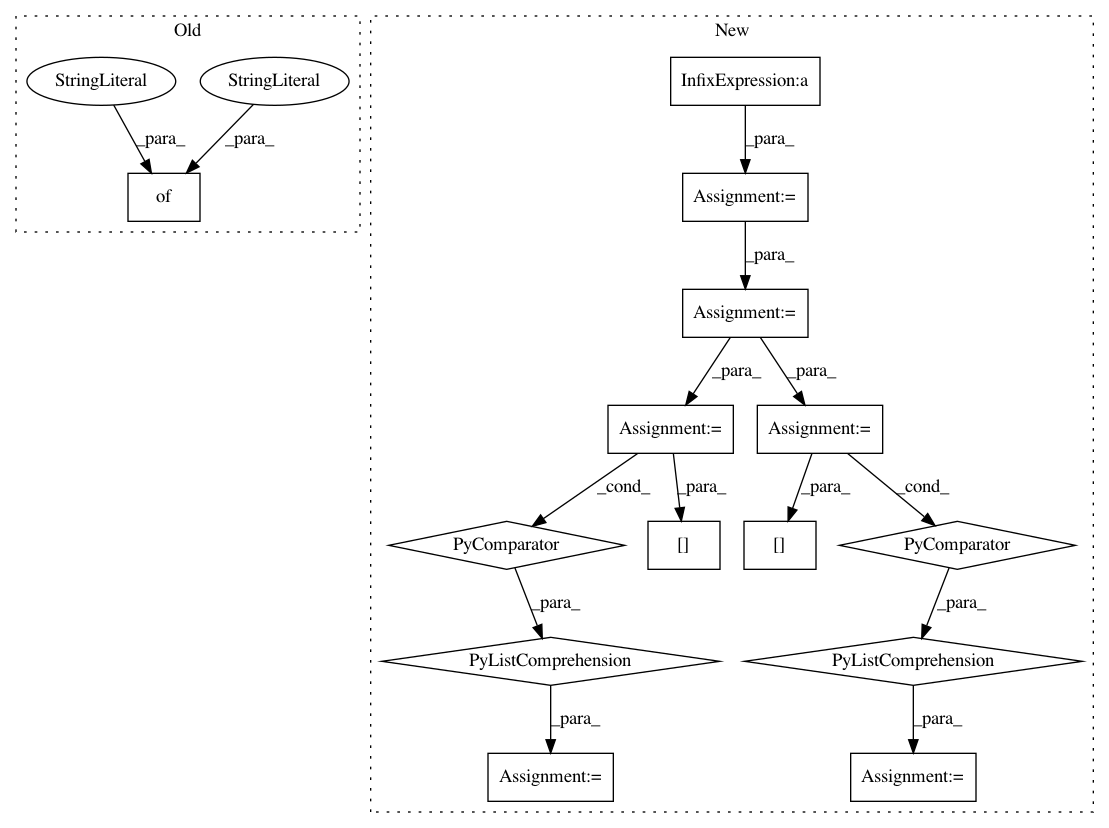 Old
New
StringLiteral
StringLiteral
InfixExpression:a
_para_
_para_
_para_
of
Assignment:=
_para_
Assignment:=
_para_
_para_
Assignment:=
Assignment:=
_cond_
_para_
_para_
_cond_
PyComparator
[]
[]
PyComparator
_para_
_para_
PyListComprehension
PyListComprehension
_para_
_para_
Assignment:=
Assignment:=